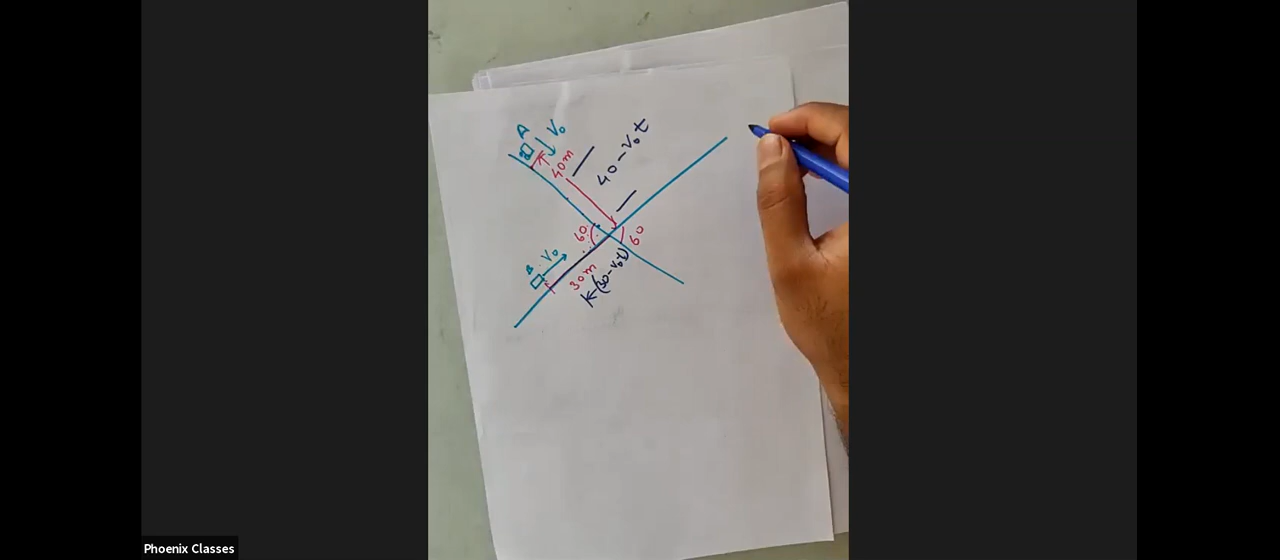 A
V₀
40m
40-V₀t
60
60
B
V₀
30m
(30-V₀t)
Phoenix Classes